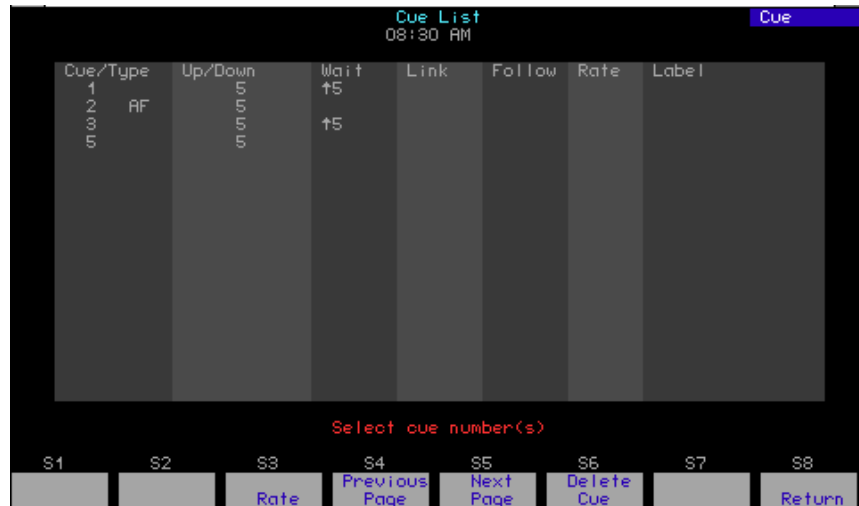 Cue List Cue
08:30 AM
Cue/Type Up/Down Wait Link Follow Rate Label
1 5 ↑5
2 AF 5
3 5 ↑5
5 5
Select cue number(s)
S1 S2 S3 S4 S5 S6 S7 S8
Previous Next Delete
Rate Page Page Cue Return